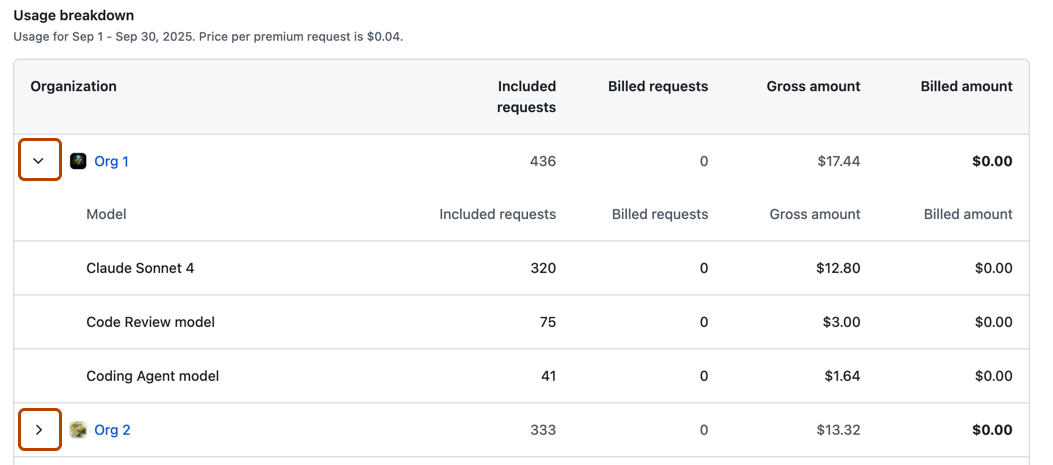 Usage breakdown
Usage for Sep 1 - Sep 30, 2025. Price per premium request is $0.04.
Organization Included requests Billed requests Gross amount Billed amount
Org 1 436 0 $17.44 $0.00
Model Included requests Billed requests Gross amount Billed amount
Claude Sonnet 4 320 0 $12.80 $0.00
Code Review model 75 0 $3.00 $0.00
Coding Agent model 41 0 $1.64 $0.00
Org 2 333 0 $13.32 $0.00